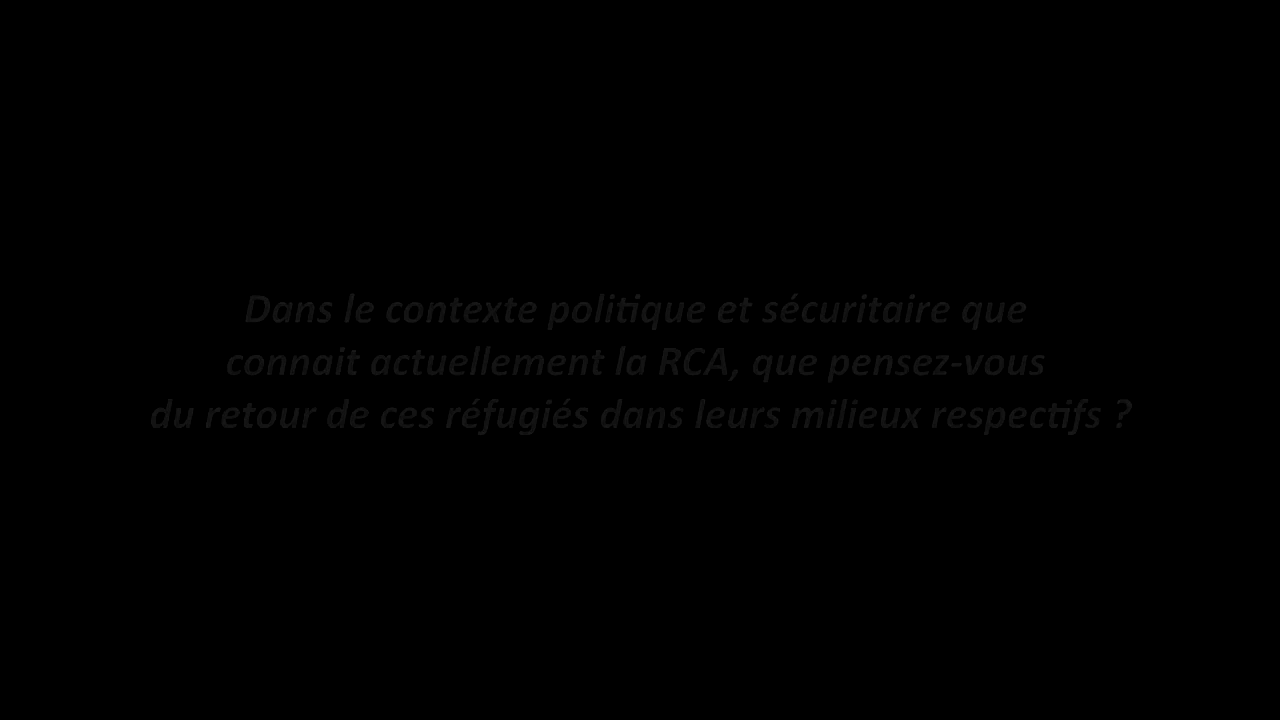 Dans le contexte politique et sécuritaire que
connait actuellement la RCA, que pensez-vous
du retour de ces réfugiés dans leurs milieux respectifs ?